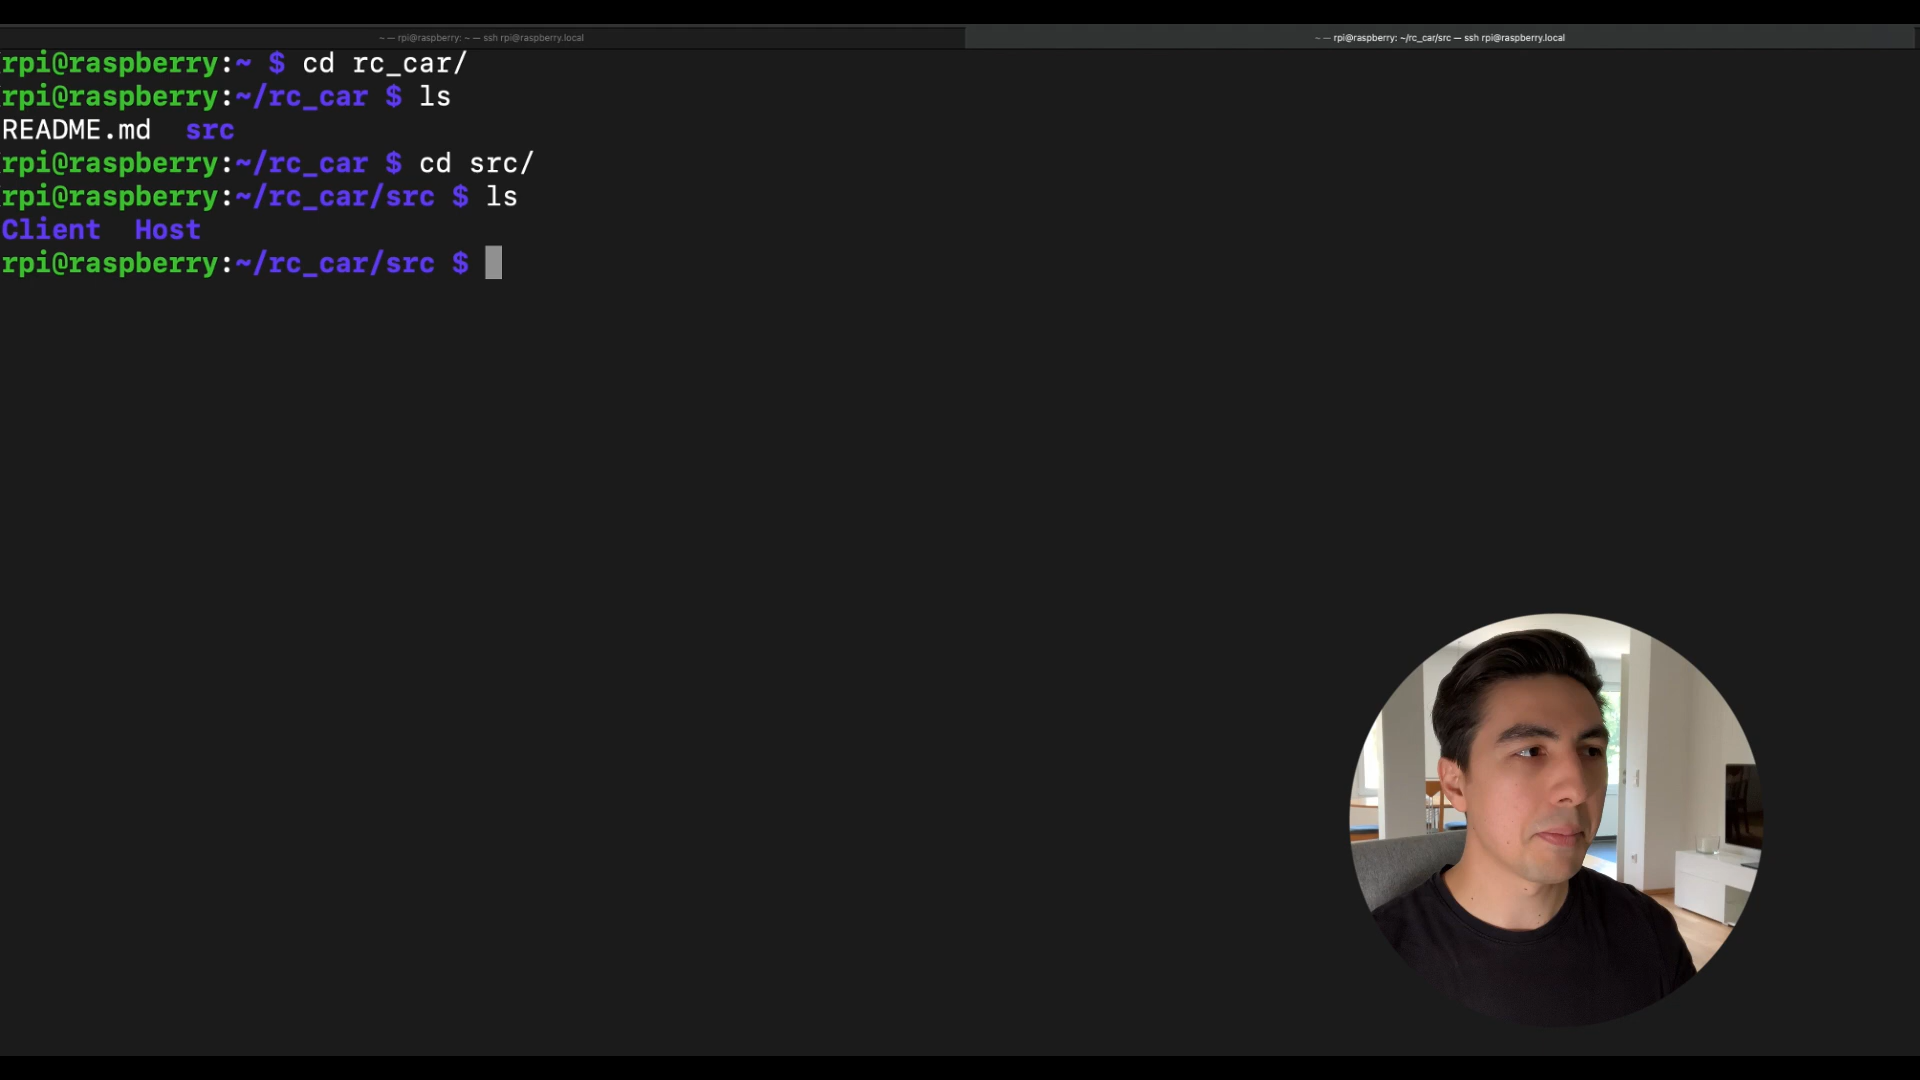 ~ — rpi@raspberry: ~ — ssh rpi@raspberry.local
~ — rpi@raspberry: ~/rc_car/src — ssh rpi@raspberry.local
rpi@raspberry:~ $ cd rc_car/
rpi@raspberry:~/rc_car $ ls
README.md  src
rpi@raspberry:~/rc_car $ cd src/
rpi@raspberry:~/rc_car/src $ ls
Client  Host
rpi@raspberry:~/rc_car/src $